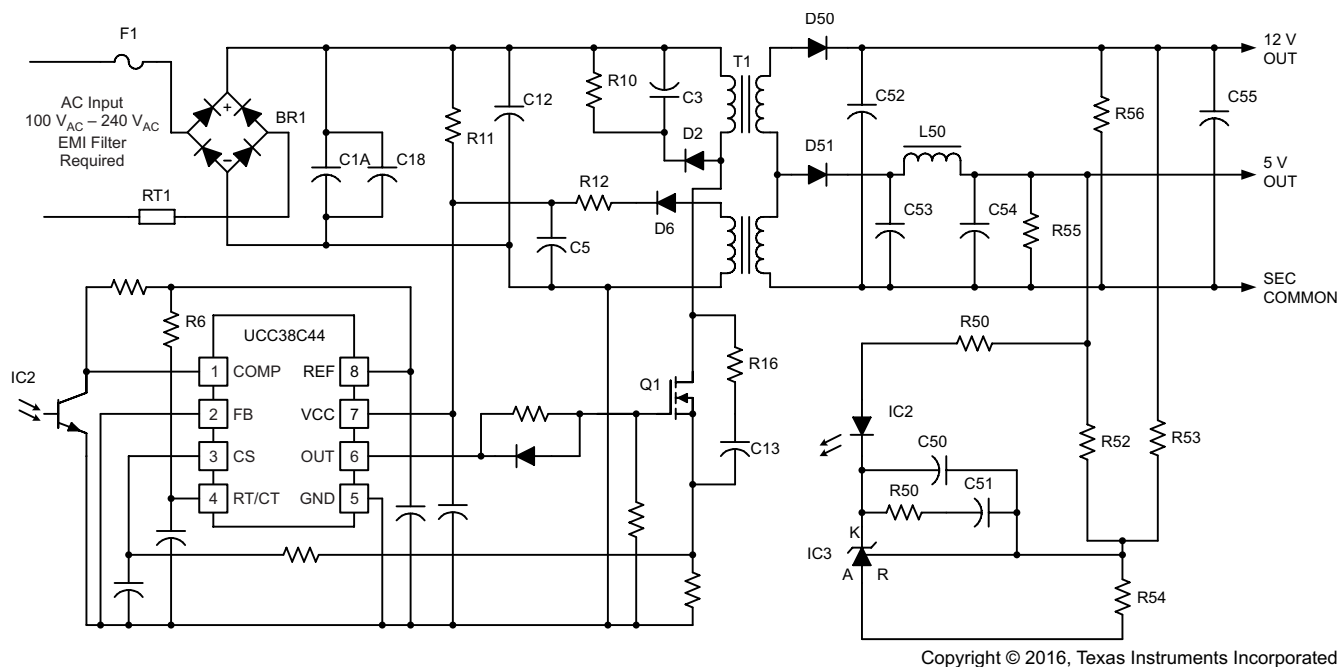 F1
AC Input
100 VAC – 240 VAC
EMI Filter
Required
RT1
+
–
BR1
C1A
C18
R11
C12
R10
C3
D2
T1
R12
D6
C5
D50
D51
C52
L50
C53
C54
R55
R56
C55
12 V
OUT
5 V
OUT
SEC
COMMON
IC2
R6
UCC38C44
1 COMP
REF 8
2 FB
VCC 7
3 CS
OUT 6
4 RT/CT
GND 5
Q1
R16
C13
R50
IC2
C50
C51
R50
K
IC3
A
R
R52
R53
R54
Copyright © 2016, Texas Instruments Incorporated